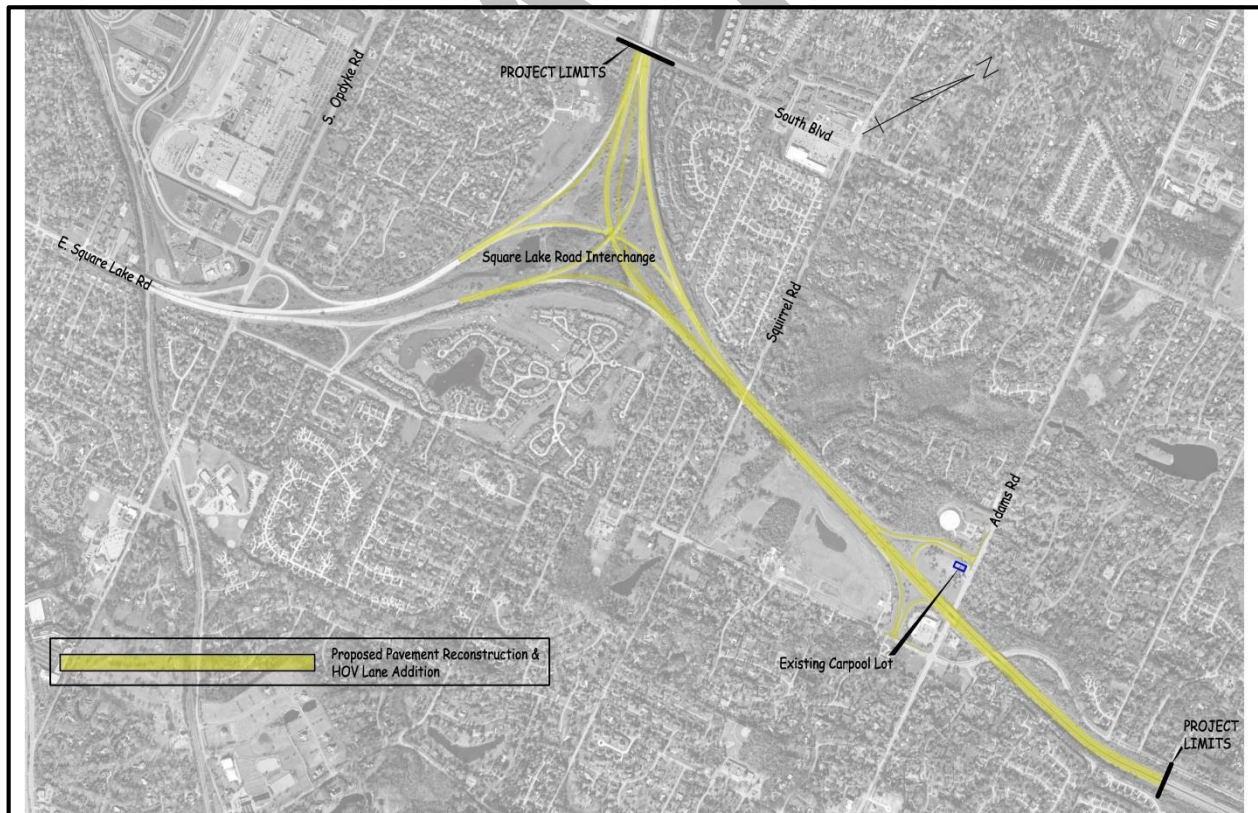 PROJECT LIMITS
S. Opdyke Rd
N
South Blvd
E. Square Lake Rd
Square Lake Road Interchange
Squirrel Rd
Adams Rd
Existing Carpool Lot
Proposed Pavement Reconstruction &
HOV Lane Addition
PROJECT
LIMITS